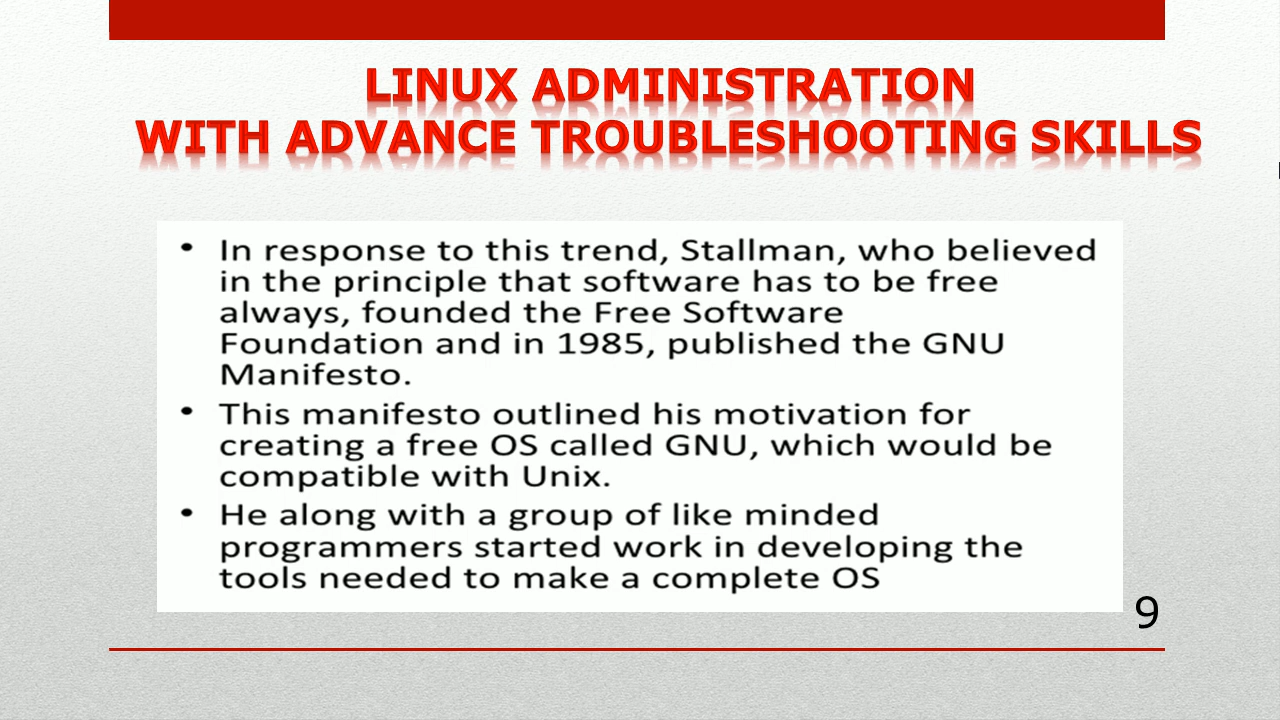 LINUX ADMINISTRATION
WITH ADVANCE TROUBLESHOOTING SKILLS
• In response to this trend, Stallman, who believed
in the principle that software has to be free
always, founded the Free Software
Foundation and in 1985, published the GNU
Manifesto.
• This manifesto outlined his motivation for
creating a free OS called GNU, which would be
compatible with Unix.
• He along with a group of like minded
programmers started work in developing the
tools needed to make a complete OS
9